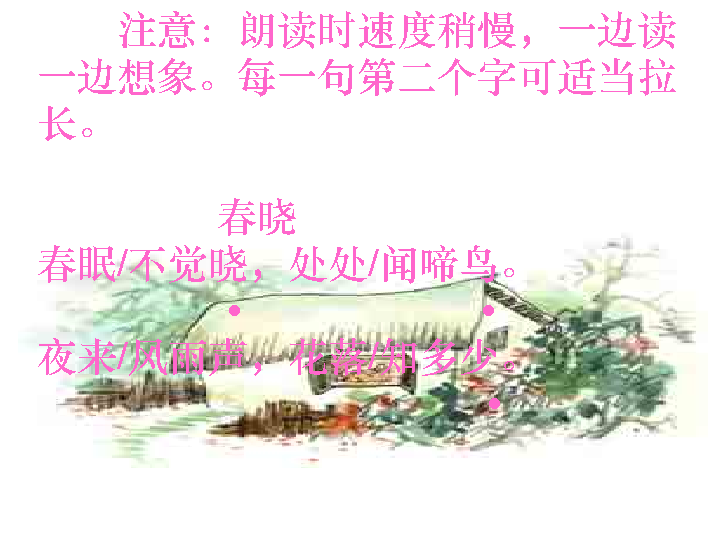 注意：朗读时速度稍慢，一边读
一边想象。每一句第二个字可适当拉
长。
春晓
春眠/不觉晓，处处/闻啼鸟。
夜来/风雨声，花落/知多少。